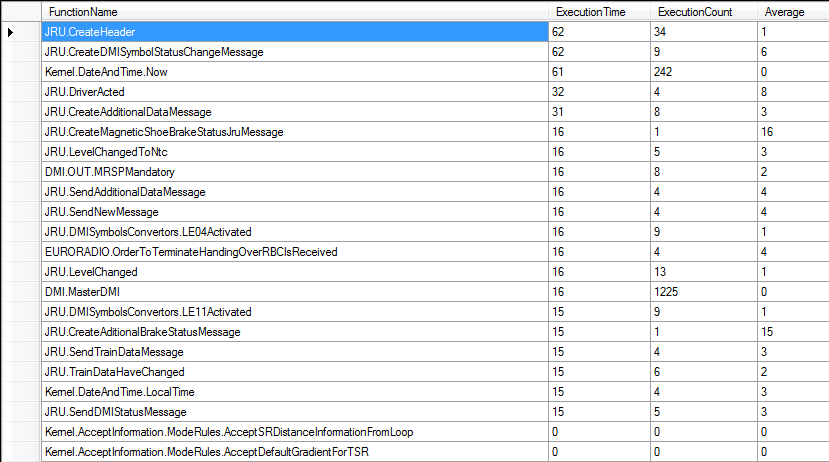 FunctionName ExecutionTime ExecutionCount Average
JRU.CreateHeader 62 34 1
JRU.CreateDMISymbolStatusChangeMessage 62 9 6
Kernel.DateAndTime.Now 61 242 0
JRU.DriverActed 32 4 8
JRU.CreateAdditionalDataMessage 31 8 3
JRU.CreateMagneticShoeBrakeStatusJruMessage 16 1 16
JRU.LevelChangedToNtc 16 5 3
DMI.OUT.MRSPMandatory 16 8 2
JRU.SendAdditionalDataMessage 16 4 4
JRU.SendNewMessage 16 4 4
JRU.DMISymbolsConvertors.LE04Activated 16 9 1
EURORADIO.OrderToTerminateHandingOverRBCIsReceived 16 4 4
JRU.LevelChanged 16 13 1
DMI.MasterDMI 16 1225 0
JRU.DMISymbolsConvertors.LE11Activated 15 9 1
JRU.CreateAditionalBrakeStatusMessage 15 1 15
JRU.SendTrainDataMessage 15 4 3
JRU.TrainDataHaveChanged 15 6 2
Kernel.DateAndTime.LocalTime 15 4 3
JRU.SendDMIStatusMessage 15 5 3
Kernel.AcceptInformation.ModeRules.AcceptSRDistanceInformationFromLoop 0 0 0
Kernel.AcceptInformation.ModeRules.AcceptDefaultGradientForTSR 0 0 0